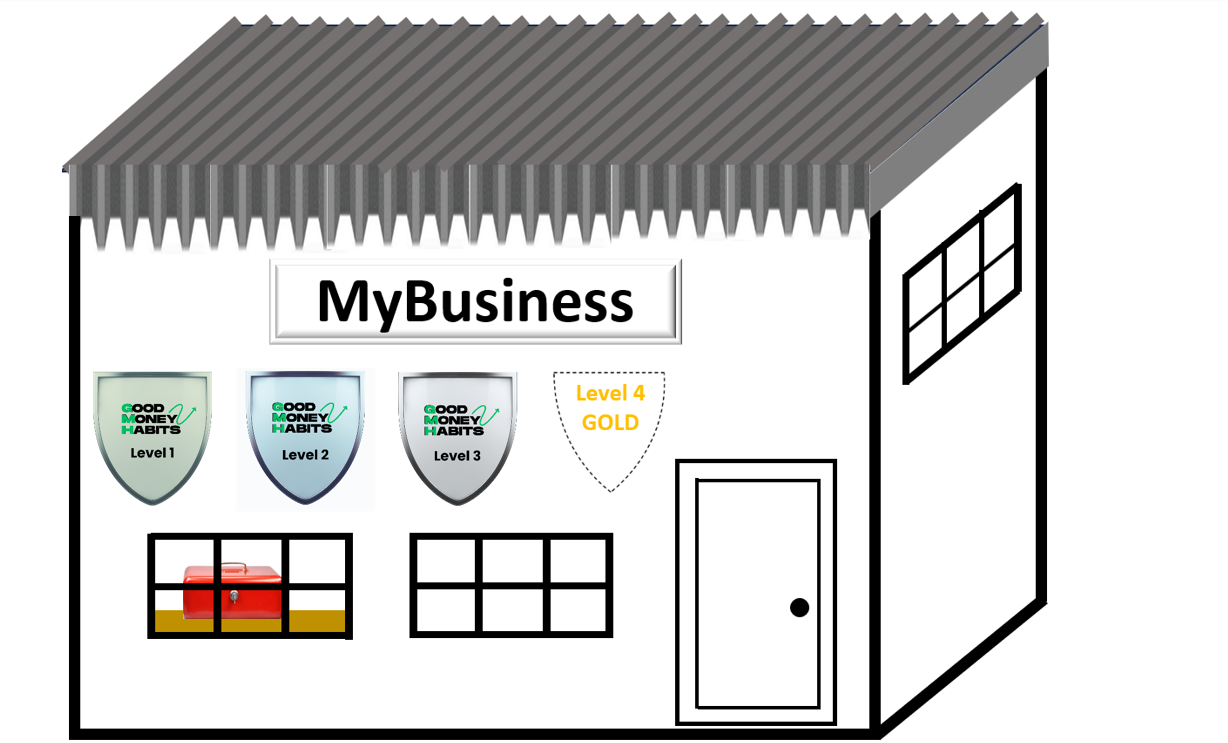 MyBusiness
GOOD
MONEY
HABITS
Level 1
GOOD
MONEY
HABITS
Level 2
GOOD
MONEY
HABITS
Level 3
Level 4
GOLD